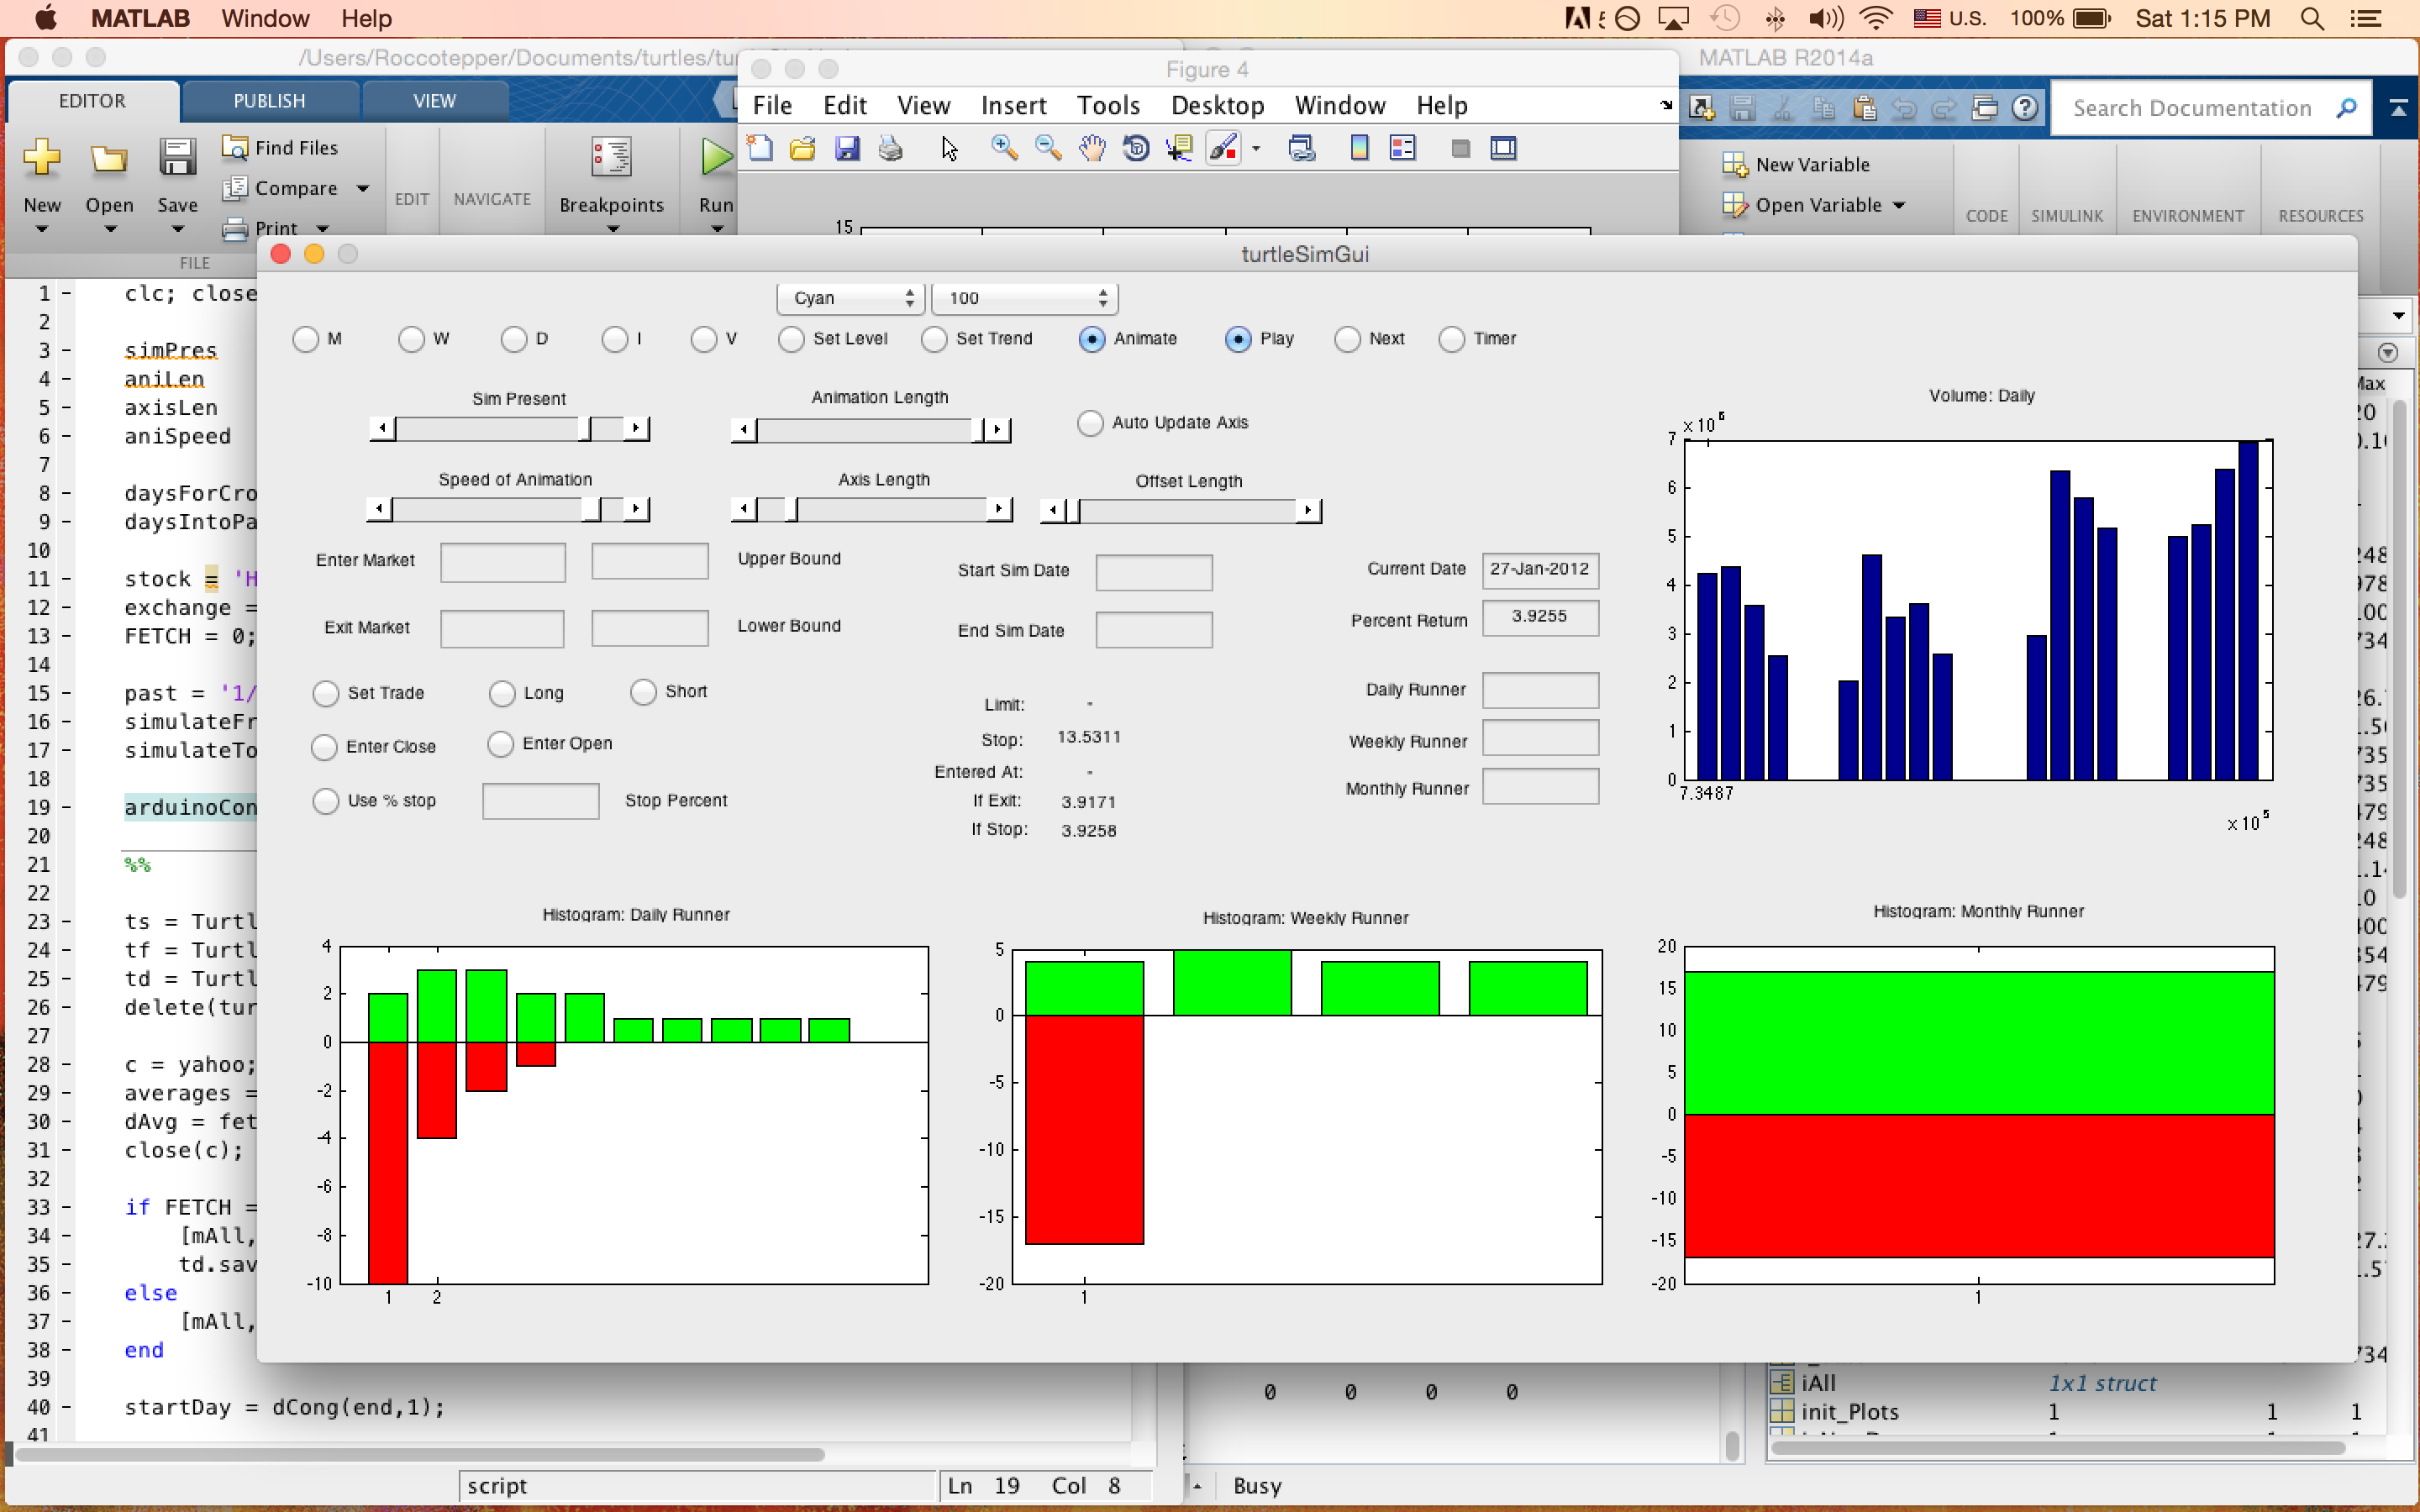 MATLAB Window Help
U.S. 100% Sat 1:15 PM
/Users/Roccotepper/Documents/turtles/tur
Figure 4
MATLAB R2014a
EDITOR PUBLISH VIEW
File Edit View Insert Tools Desktop Window Help
Search Documentation
New Open Save
Find Files
Compare
Print
EDIT NAVIGATE
Breakpoints
Run
FILE
15
New Variable
Open Variable
CODE SIMULINK ENVIRONMENT RESOURCES
turtleSimGui
Cyan 100
M W D I V Set Level Set Trend Animate Play Next Timer
Sim Present
Animation Length
Auto Update Axis
Speed of Animation
Axis Length
Offset Length
Enter Market
Upper Bound
Start Sim Date
Current Date 27-Jan-2012
Exit Market
Lower Bound
End Sim Date
Percent Return 3.9255
Set Trade Long Short
Daily Runner
Limit: -
Stop: 13.5311
Weekly Runner
Enter Close Enter Open
Entered At: -
Monthly Runner
Use % stop
Stop Percent
If Exit: 3.9171
If Stop: 3.9258
Volume: Daily
x 10 5
7
6
5
4
3
2
1
0
7.3487
x 10 5
Histogram: Daily Runner
4
2
0
-2
-4
-6
-8
-10
1 2
Histogram: Weekly Runner
5
0
-5
-10
-15
-20
1
Histogram: Monthly Runner
20
15
10
5
0
-5
-10
-15
-20
1
1 clc; close
2
3 simPres
4 aniLen
5 axisLen
6 aniSpeed
7
8 daysForCro
9 daysIntoPa
10
11 stock = 'H
12 exchange =
13 FETCH = 0;
14
15 past = '1/
16 simulateFr
17 simulateTo
18
19 arduinoCon
20
21 %%
22
23 ts = Turtl
24 tf = Turtl
25 td = Turtl
26 delete(tur
27
28 c = yahoo;
29 averages =
30 dAvg = fet
31 close(c);
32
33 if FETCH =
34 [mAll,
35 td.sav
36 else
37 [mAll,
38 end
39
40 startDay = dCong(end,1);
41
0 0 0 0
iAll 1x1 struct
init_Plots 1 1 1
script
Ln 19 Col 8
Busy